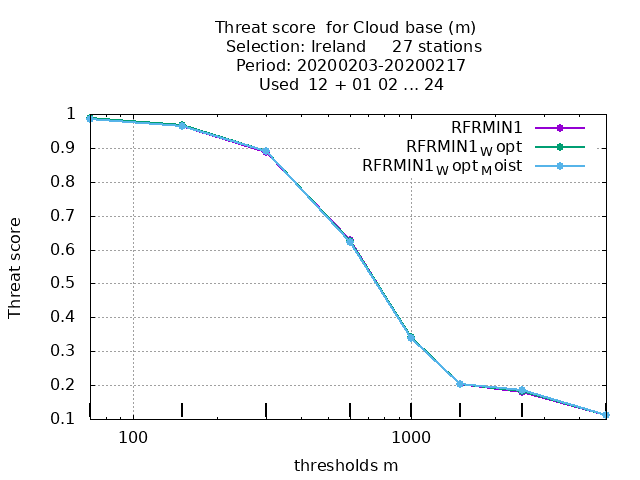 Threat score  for Cloud base (m)
Selection: Ireland     27 stations
Period: 20200203-20200217
Used  12 + 01 02 ... 24
RFRMIN1
RFRMIN1_W opt
RFRMIN1_W opt_M oist
1
0.9
0.8
0.7
0.6
0.5
0.4
0.3
0.2
0.1
Threat score
100
1000
thresholds m